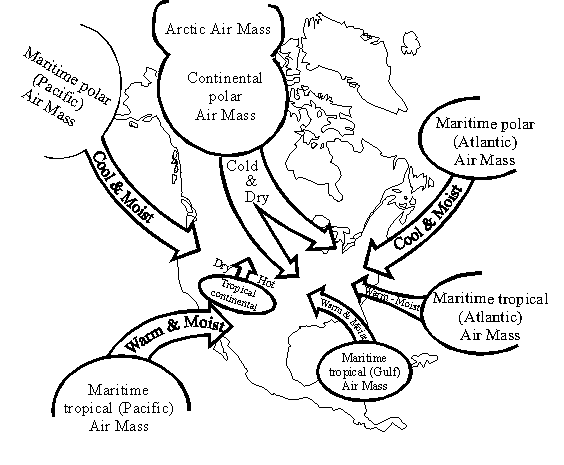 Arctic Air Mass
Continental
polar
Air Mass
Maritime polar
(Pacific)
Air Mass
Maritime polar
(Atlantic)
Air Mass
Cool & Moist
Cold
&
Dry
Cool & Moist
Dry
Hot
Tropical
continental
Warm - Moist
Maritime tropical
(Atlantic)
Air Mass
Warm & Moist
Warm & Moist
Maritime
tropical (Gulf)
Air Mass
Maritime
tropical (Pacific)
Air Mass